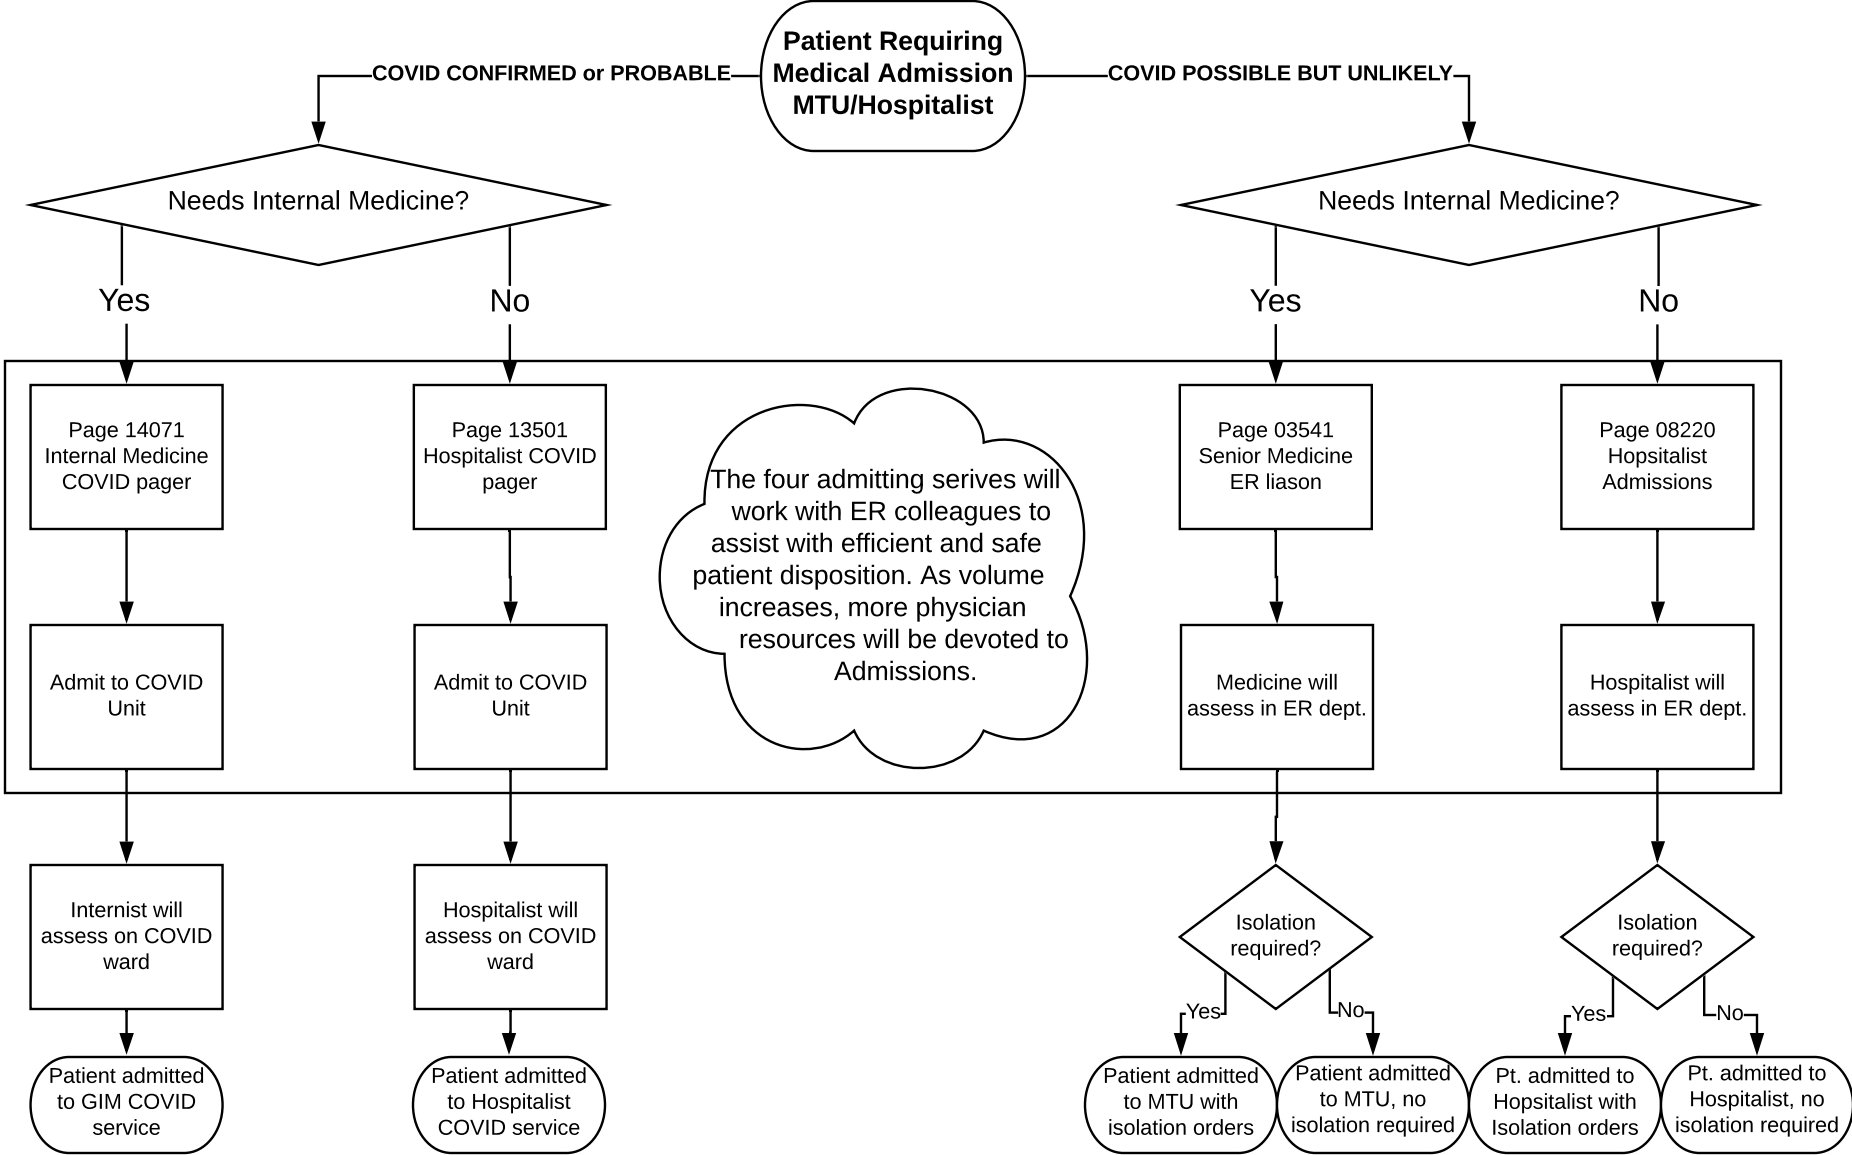 Patient Requiring
Medical Admission
MTU/Hospitalist
COVID CONFIRMED or PROBABLE
COVID POSSIBLE BUT UNLIKELY
Needs Internal Medicine?
Needs Internal Medicine?
Yes
No
Yes
No
Page 14071
Internal Medicine
COVID pager
Page 13501
Hospitalist COVID
pager
The four admitting serives will
work with ER colleagues to
assist with efficient and safe
patient disposition. As volume
increases, more physician
resources will be devoted to
Admissions.
Page 03541
Senior Medicine
ER liason
Page 08220
Hopsitalist
Admissions
Admit to COVID
Unit
Admit to COVID
Unit
Medicine will
assess in ER dept.
Hospitalist will
assess in ER dept.
Internist will
assess on COVID
ward
Hospitalist will
assess on COVID
ward
Isolation
required?
Isolation
required?
Yes
No
Yes
No
Patient admitted
to GIM COVID
service
Patient admitted
to Hospitalist
COVID service
Patient admitted
to MTU with
isolation orders
Patient admitted
to MTU, no
isolation required
Pt. admitted to
Hopsitalist with
Isolation orders
Pt. admitted to
Hospitalist, no
isolation required